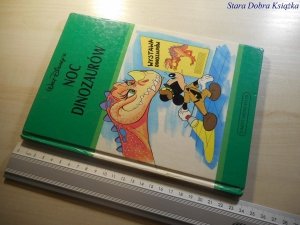 Stara Dobra Książka
Walt Disney
NOC
DINOZAURÓW
WYSTAWA
DINOZAURÓW